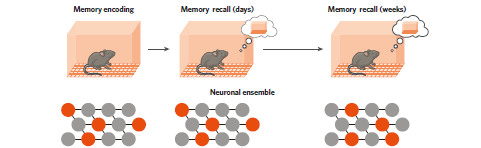 Memory encoding
Memory recall (days)
Memory recall (weeks)
Neuronal ensemble